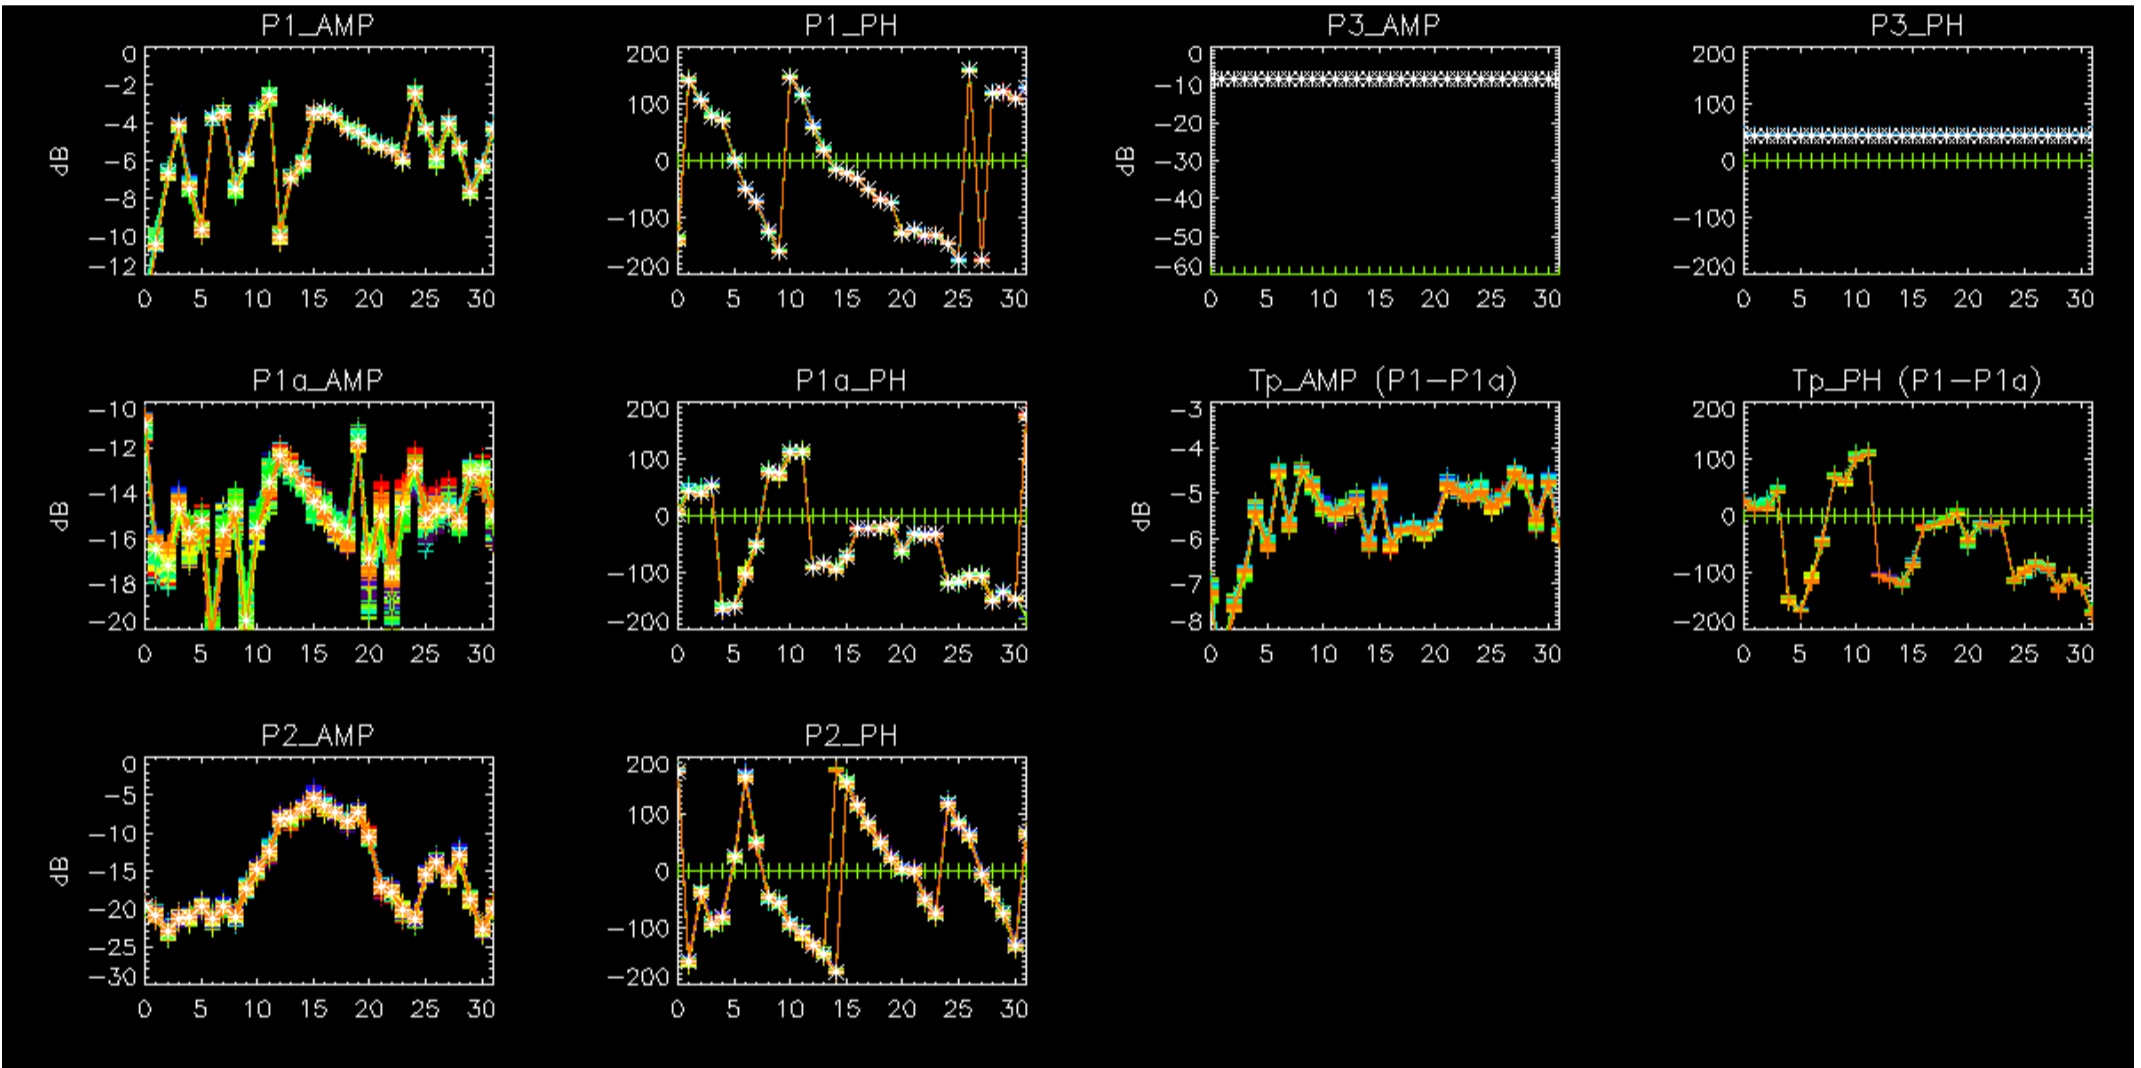 P1_AMP
0
−2
−4
−6
−8
−10
−12
dB
0 5 10 15 20 25 30
P1_PH
200
100
0
−100
−200
0 5 10 15 20 25 30
P3_AMP
0
−10
−20
−30
−40
−50
−60
dB
0 5 10 15 20 25 30
P3_PH
200
100
0
−100
−200
0 5 10 15 20 25 30
P1a_AMP
−10
−12
−14
−16
−18
−20
dB
0 5 10 15 20 25 30
P1a_PH
200
100
0
−100
−200
0 5 10 15 20 25 30
Tp_AMP (P1−P1a)
−3
−4
−5
−6
−7
−8
dB
0 5 10 15 20 25 30
Tp_PH (P1−P1a)
200
100
0
−100
−200
0 5 10 15 20 25 30
P2_AMP
0
−5
−10
−15
−20
−25
−30
dB
0 5 10 15 20 25 30
P2_PH
200
100
0
−100
−200
0 5 10 15 20 25 30